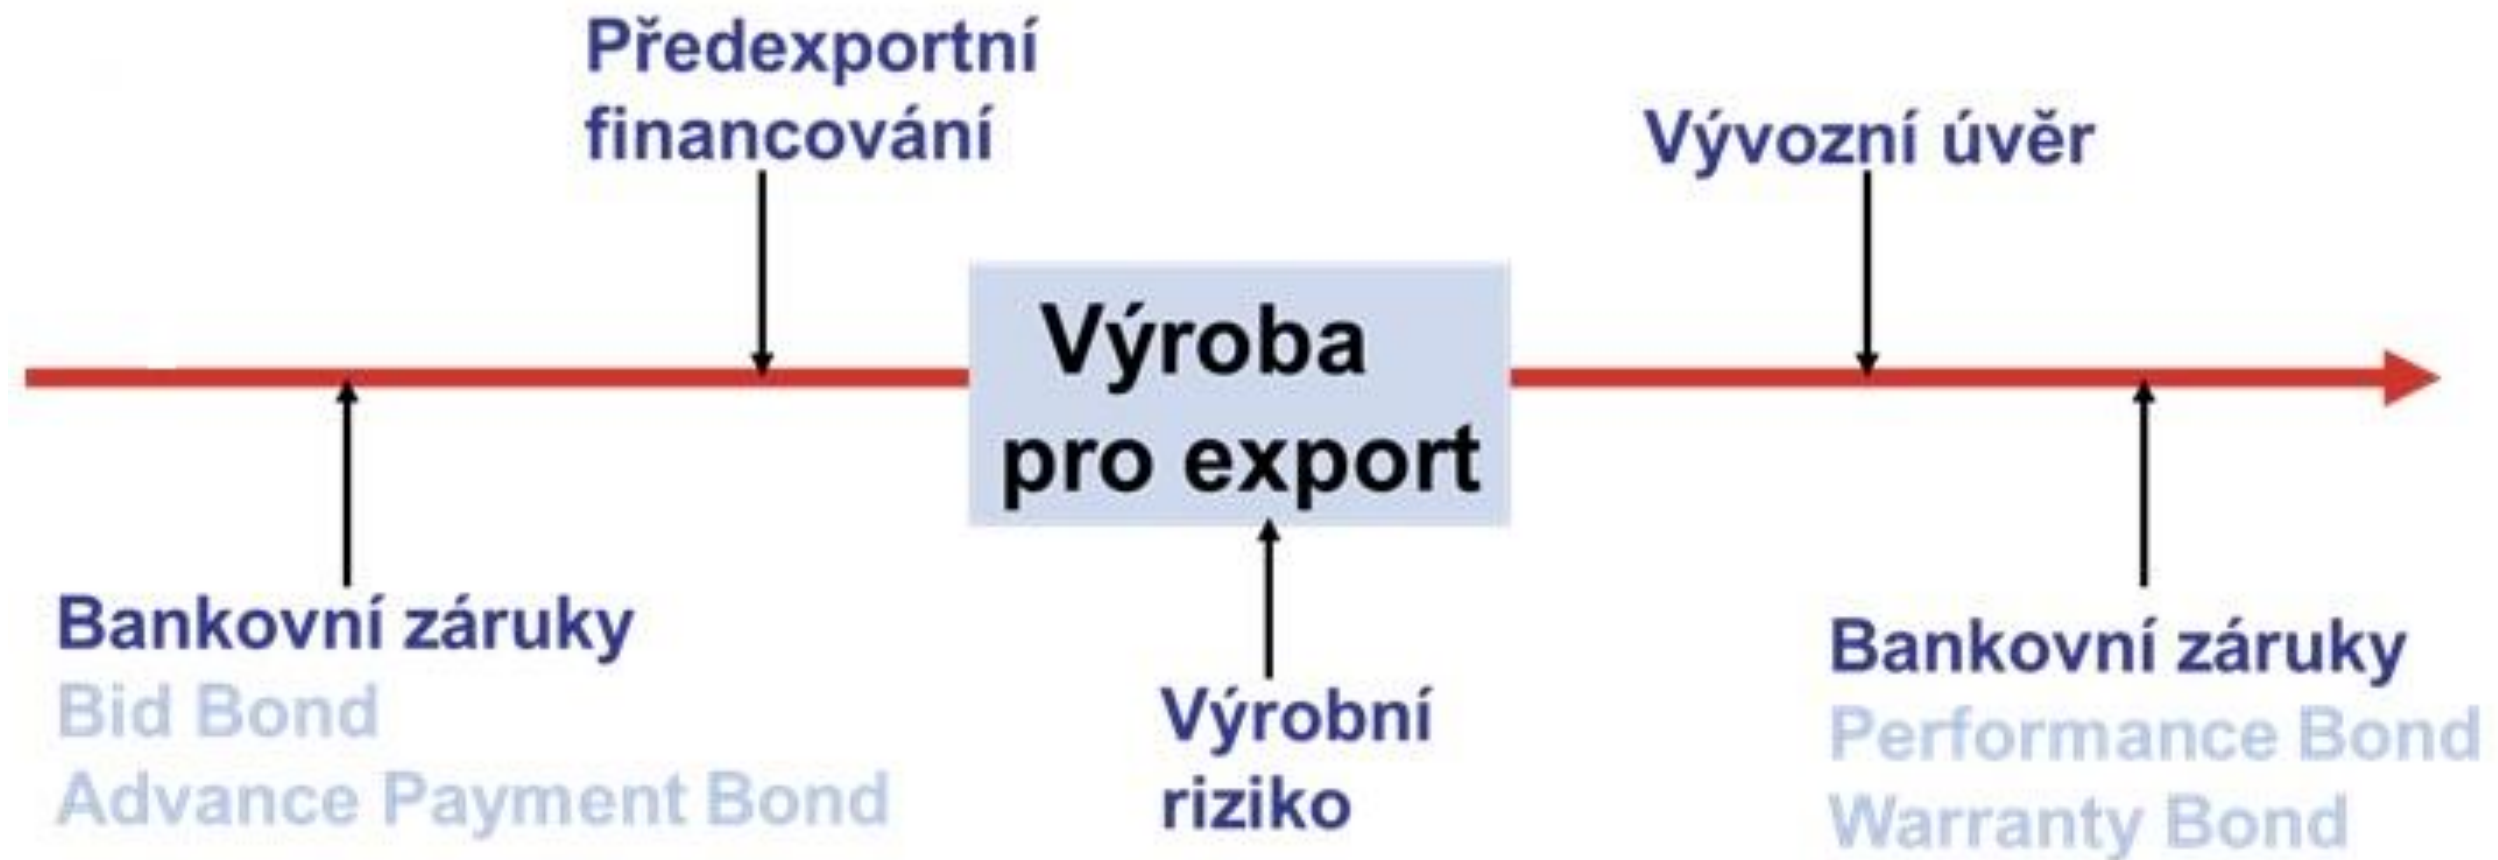 Předexportní
financování
Vývozní úvěr
Výroba
pro export
Bankovní záruky
Bid Bond
Advance Payment Bond
Výrobní
riziko
Bankovní záruky
Performance Bond
Warranty Bond